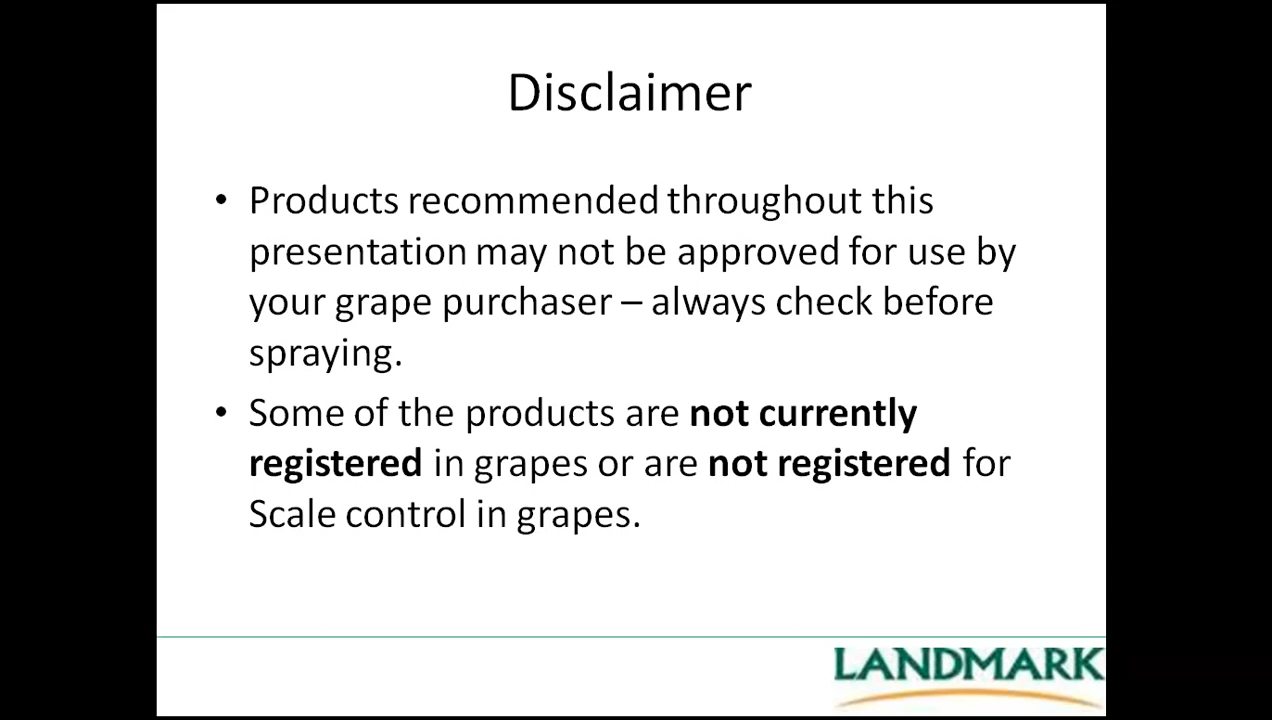 Disclaimer
• Products recommended throughout this
presentation may not be approved for use by
your grape purchaser – always check before
spraying.
• Some of the products are not currently
registered in grapes or are not registered for
Scale control in grapes.
LANDMARK